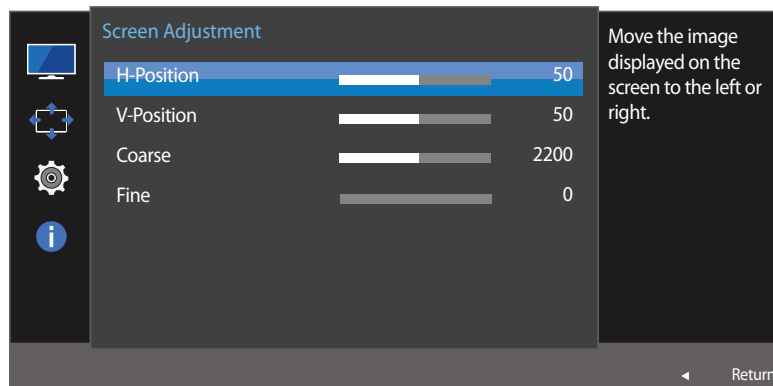 Screen Adjustment
H-Position 50
V-Position 50
Coarse 2200
Fine 0
Move the image
displayed on the
screen to the left or
right.
Return